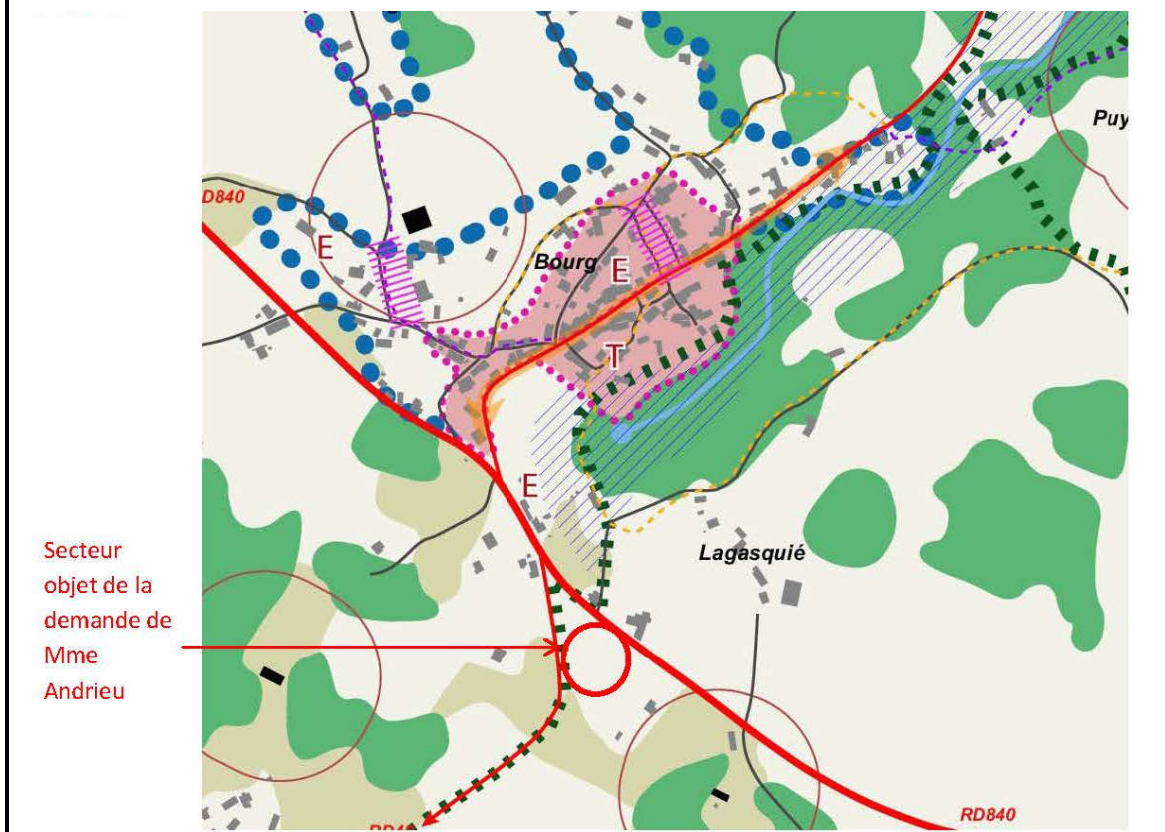 D840
Puy
E
Bourg
E
T
E
Lagasquié
Secteur
objet de la
demande de
Mme
Andrieu
RD840